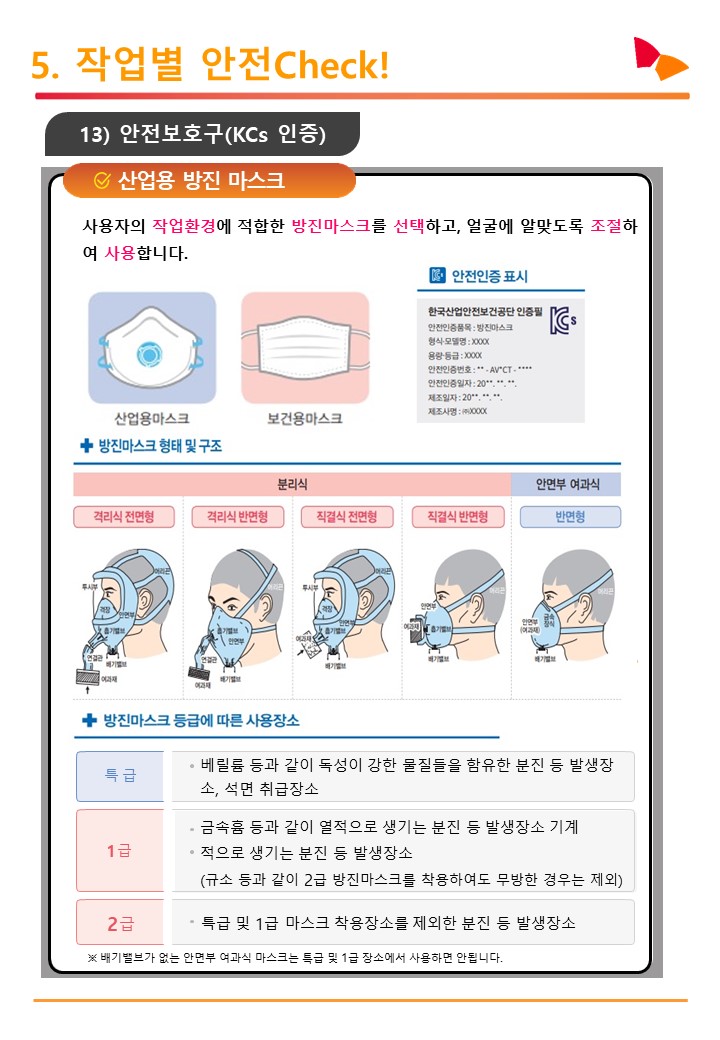 5. 작업별 안전Check!
13) 안전보호구(KCs 인증)
산업용 방진 마스크
사용자의 작업환경에 적합한 방진마스크를 선택하고, 얼굴에 알맞도록 조절하
여 사용합니다.
안전인증 표시
한국산업안전보건공단 인증필
안전인증품목 : 방진마스크
형식·모델명 : XXXX
용량·등급 : XXXX
안전인증번호 : ** - AV*CT - ****
안전인증일자 : 20**. **. **.
제조일자 : 20**. **. **.
제조사명 : ㈜XXXX
KCs
산업용마스크
보건용마스크
방진마스크 형태 및 구조
분리식
안면부 여과식
격리식 전면형
격리식 반면형
직결식 전면형
직결식 반면형
반면형
머리끈
투시부
격장
안면부
흡기밸브
연결관
배기밸브
여과재
머리끈
흡기밸브
안면부
연결관
배기밸브
여과재
머리끈
투시부
격장
안면부
흡기밸브
여과재
배기밸브
머리끈
안면부
여과재
흡기밸브
배기밸브
머리끈
금속
장식
안면부
(여과재)
배기밸브
방진마스크 등급에 따른 사용장소
특 급
• 베릴륨 등과 같이 독성이 강한 물질들을 함유한 분진 등 발생장
소, 석면 취급장소
1급
• 금속흄 등과 같이 열적으로 생기는 분진 등 발생장소 기계
• 적으로 생기는 분진 등 발생장소
(규소 등과 같이 2급 방진마스크를 착용하여도 무방한 경우는 제외)
2급
• 특급 및 1급 마스크 착용장소를 제외한 분진 등 발생장소
※ 배기밸브가 없는 안면부 여과식 마스크는 특급 및 1급 장소에서 사용하면 안됩니다.